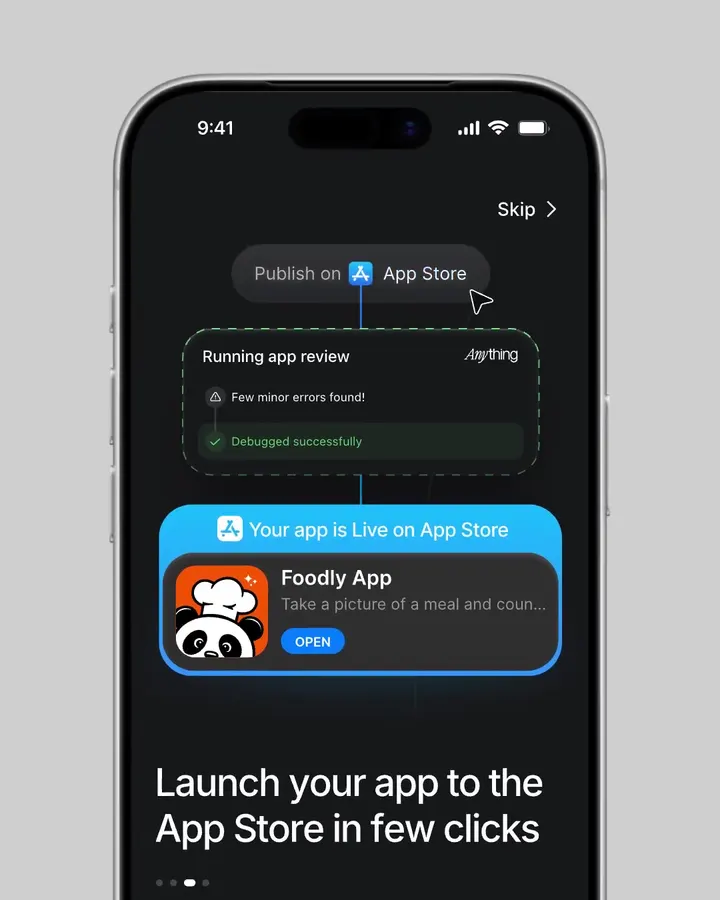 9:41
Skip
Publish on App Store
Running app review
Anything
Few minor errors found!
Debugged successfully
Your app is Live on App Store
Foodly App
Take a picture of a meal and coun...
OPEN
Launch your app to the
App Store in few clicks